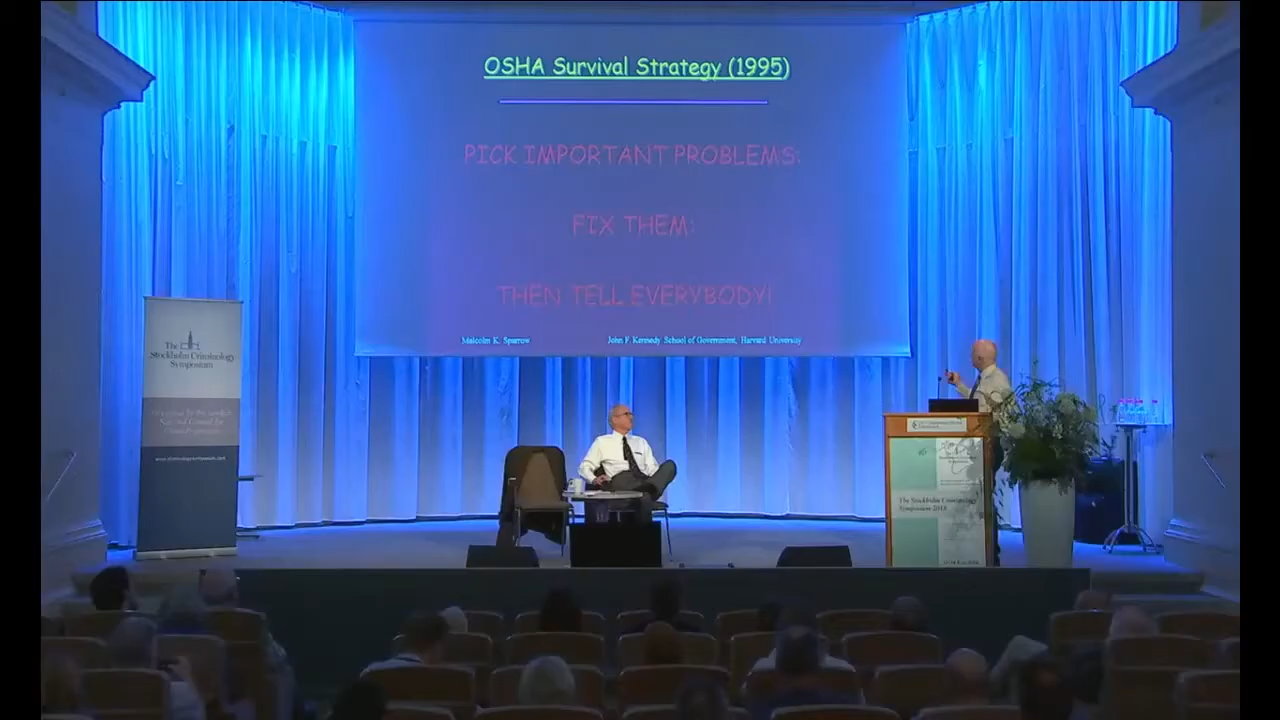 OSHA Survival Strategy (1995)
PICK IMPORTANT PROBLEMS:
FIX THEM:
THEN TELL EVERYBODY!
Malcolm K. Sparrow
John F Kennedy School of Government, Harvard University
The
Stockholm Criminology
Symposium
The Stockholm Criminology
Symposium